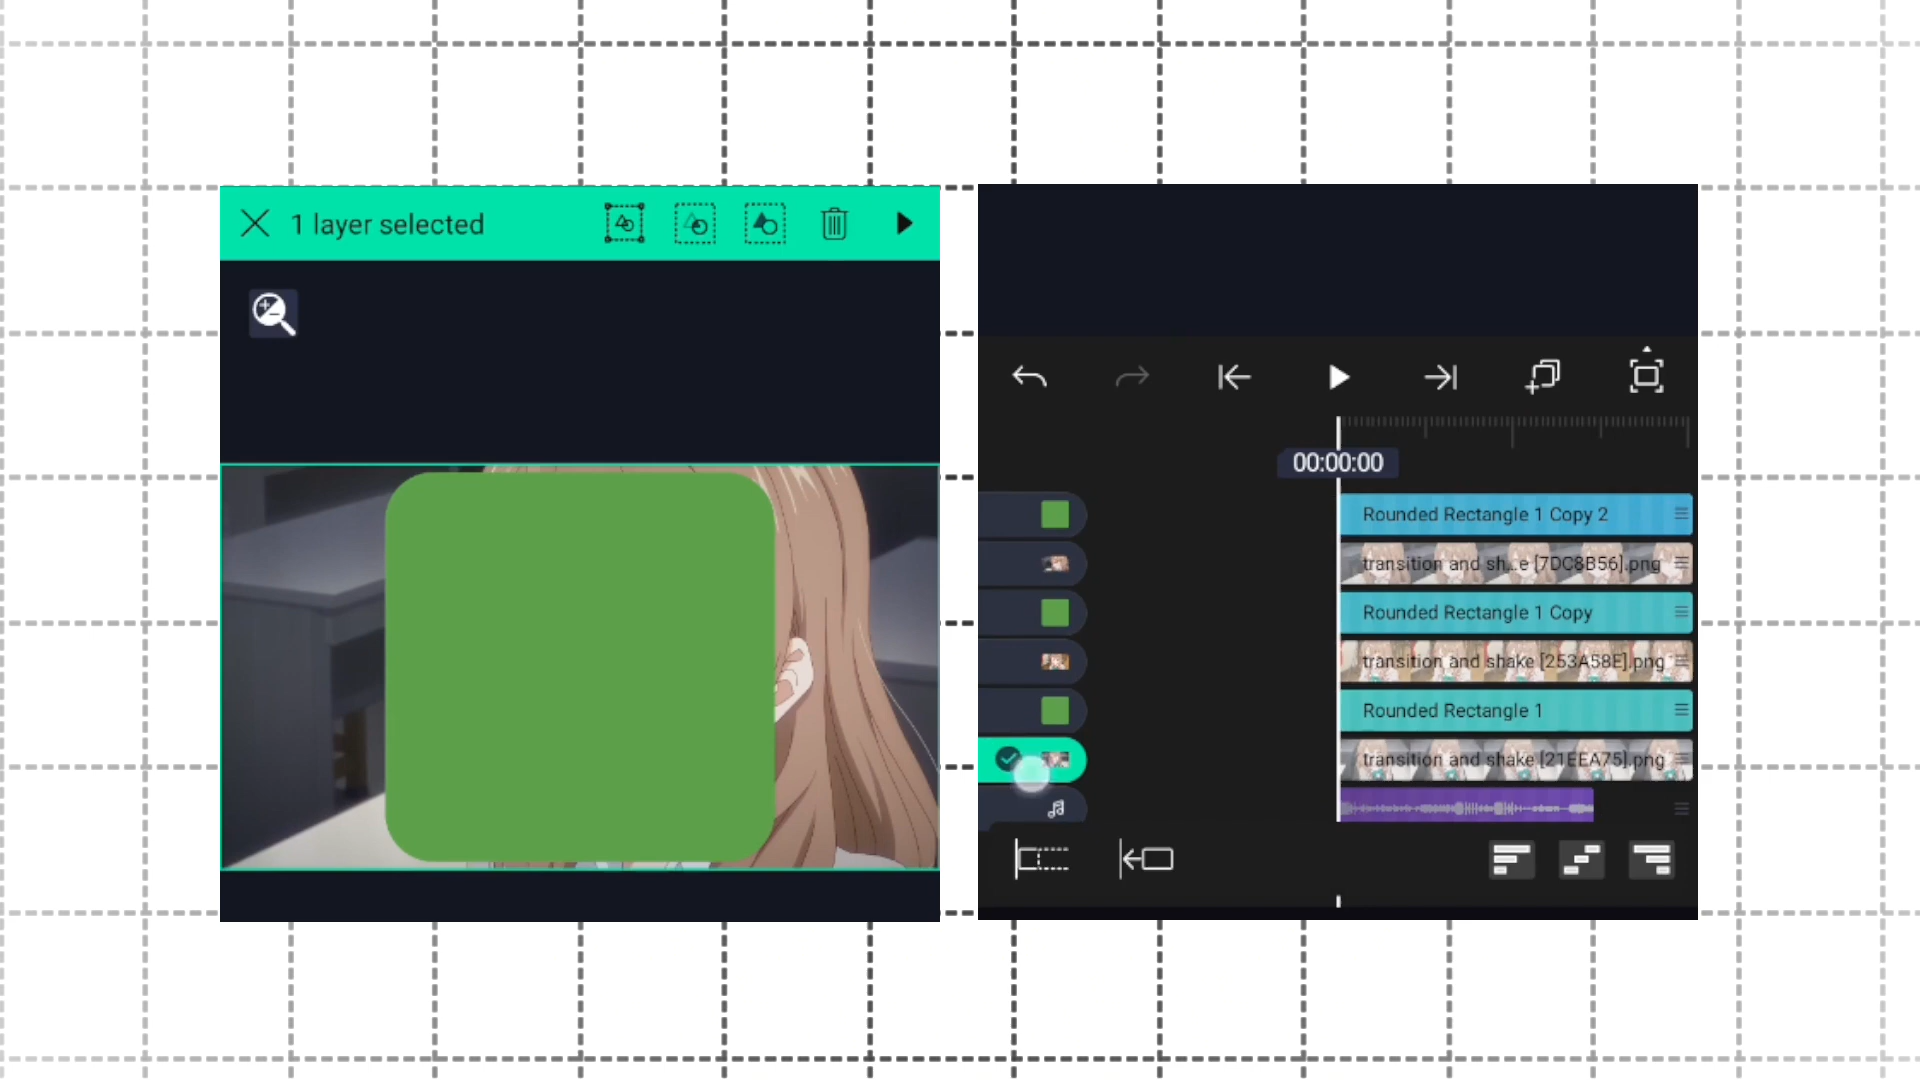 1 layer selected
00:00:00
Rounded Rectangle 1 Copy 2
transition and sh...e [7DC8B56].png
Rounded Rectangle 1 Copy
transition and shake [253A58E].png
Rounded Rectangle 1
transition and shake [21EEA75].png